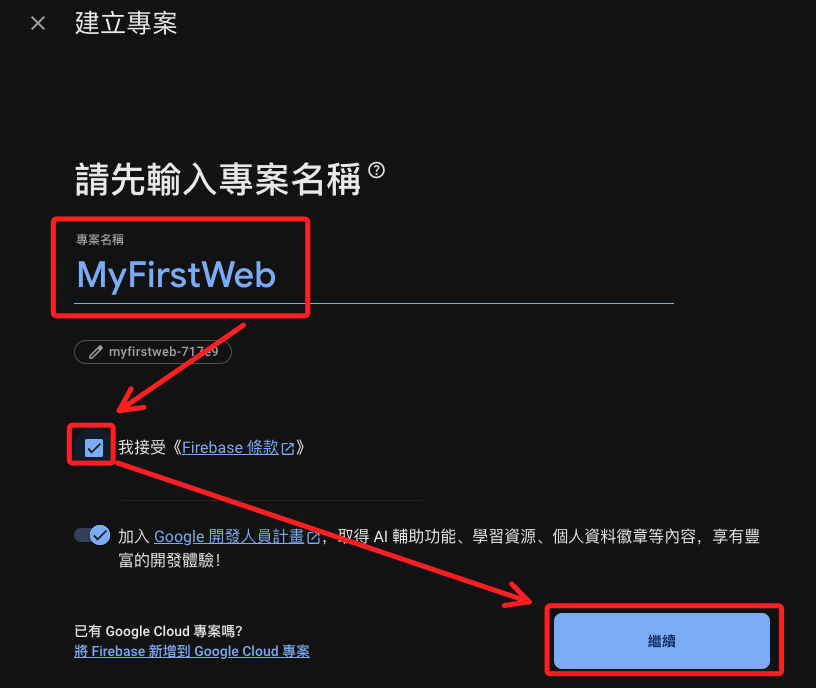 建立專案
請先輸入專案名稱
專案名稱
MyFirstWeb
myfirstweb-717e9
我接受《Firebase 條款》
加入 Google 開發人員計畫，取得 AI 輔助功能、學習資源、個人資料徽章等內容，享有豐
富的開發體驗！
已有 Google Cloud 專案嗎？
將 Firebase 新增到 Google Cloud 專案
繼續